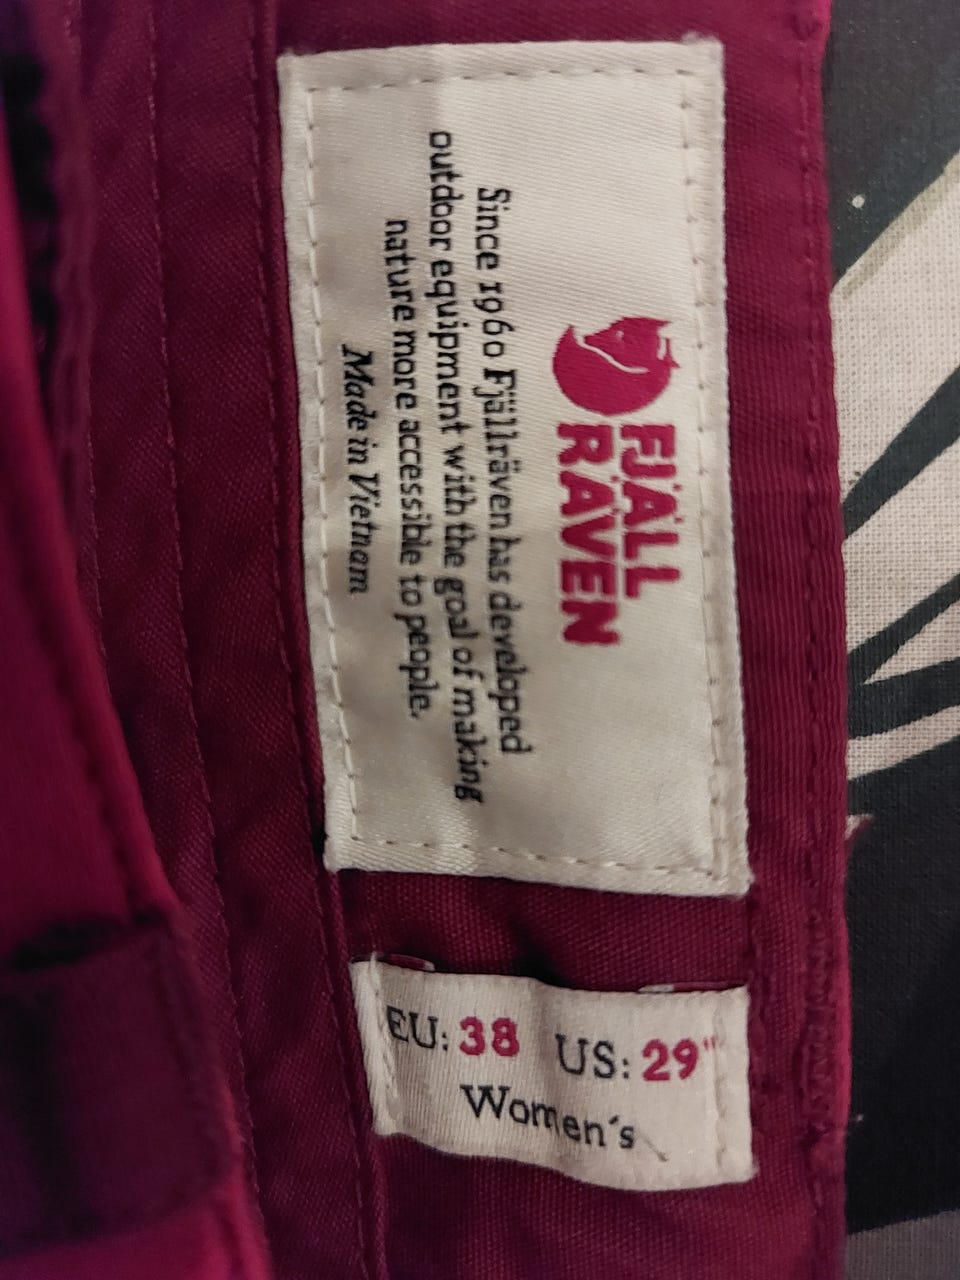 FJÄLL
RÄVEN
Since 1960 Fjällräven has developed
outdoor equipment with the goal of making
nature more accessible to people.
Made in Vietnam
EU: 38 US: 29"
Women´s